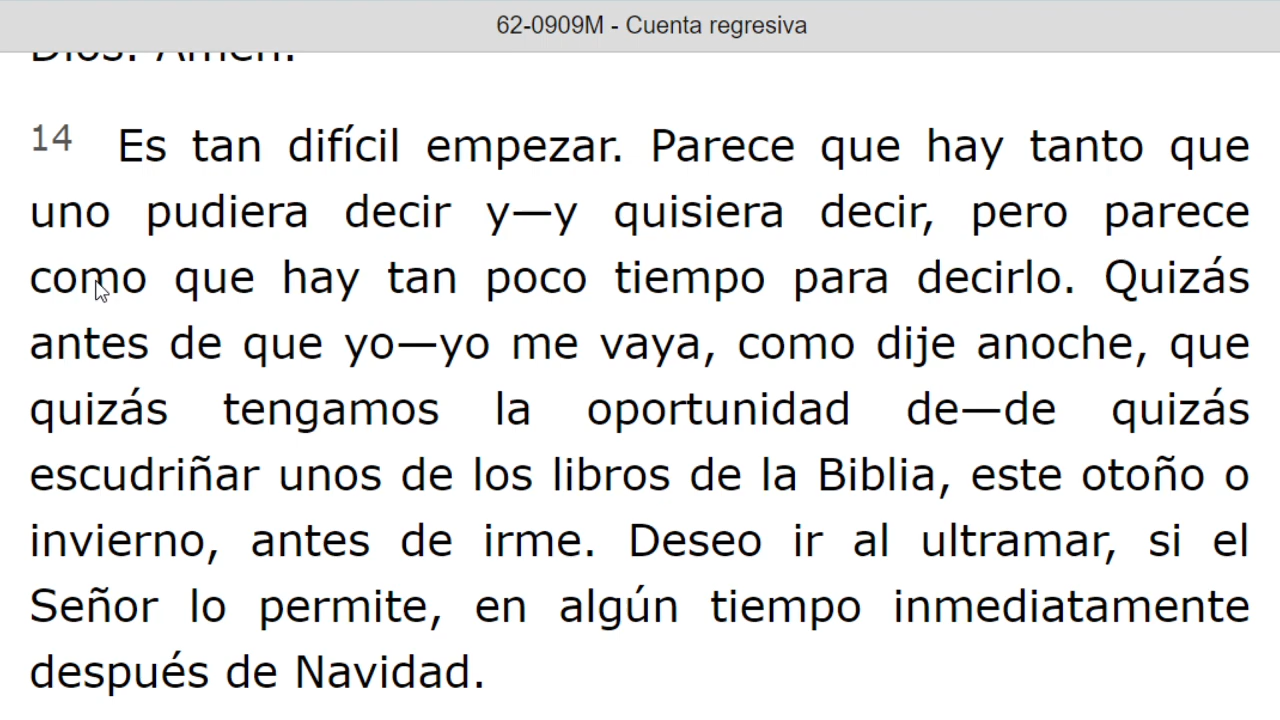 62-0909M - Cuenta regresiva
Dios. Amén.
14 Es tan difícil empezar. Parece que hay tanto que
uno pudiera decir y—y quisiera decir, pero parece
como que hay tan poco tiempo para decirlo. Quizás
antes de que yo—yo me vaya, como dije anoche, que
quizás tengamos la oportunidad de—de quizás
escudriñar unos de los libros de la Biblia, este otoño o
invierno, antes de irme. Deseo ir al ultramar, si el
Señor lo permite, en algún tiempo inmediatamente
después de Navidad.